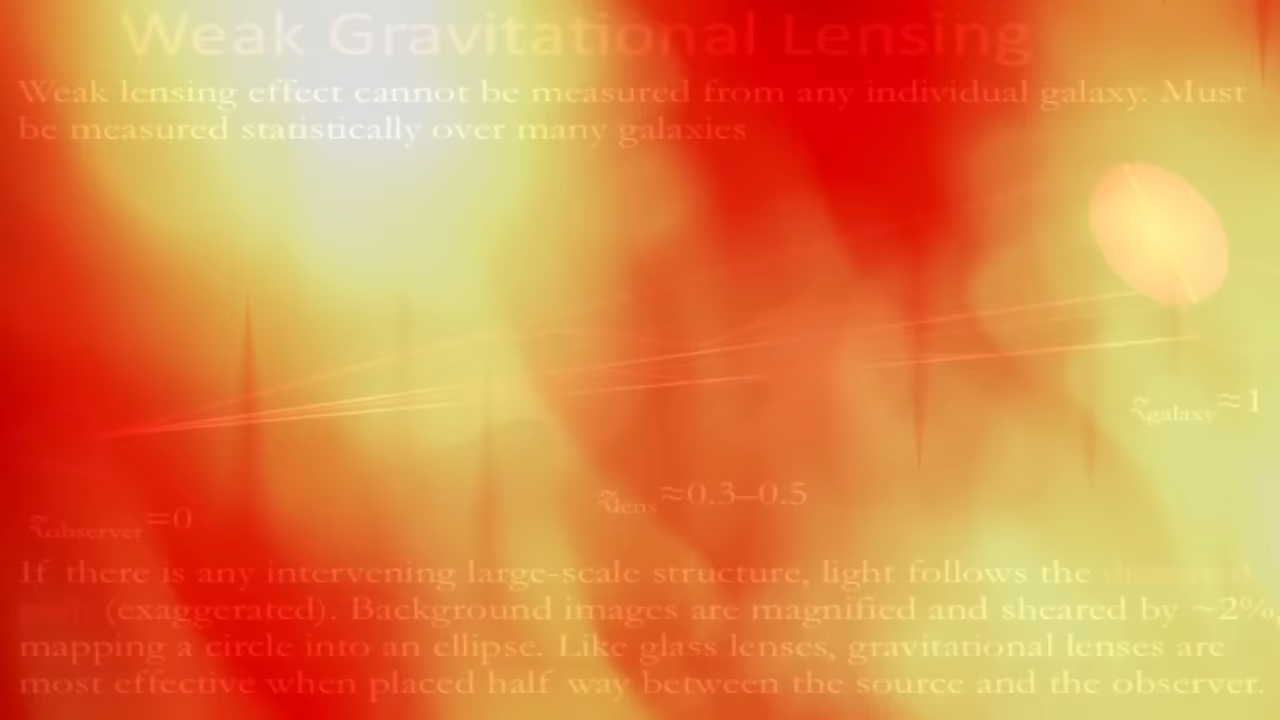 Weak Gravitational Lensing
Weak lensing effect cannot be measured from any individual galaxy. Must
be measured statistically over many galaxies
zgalaxy≈1
zlens≈0.3–0.5
zobserver=0
If there is any intervening large-scale structure, light follows the
(exaggerated). Background images are magnified and sheared by ~2%,
mapping a circle into an ellipse. Like glass lenses, gravitational lenses are
most effective when placed half way between the source and the observer.